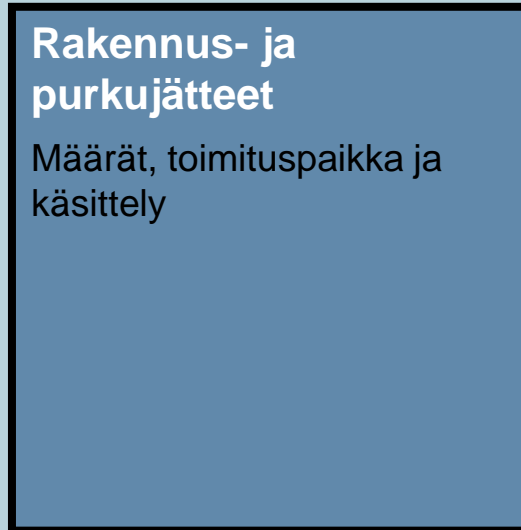 Rakennus- ja
purkujätteet
Määrät, toimituspaikka ja
käsittely